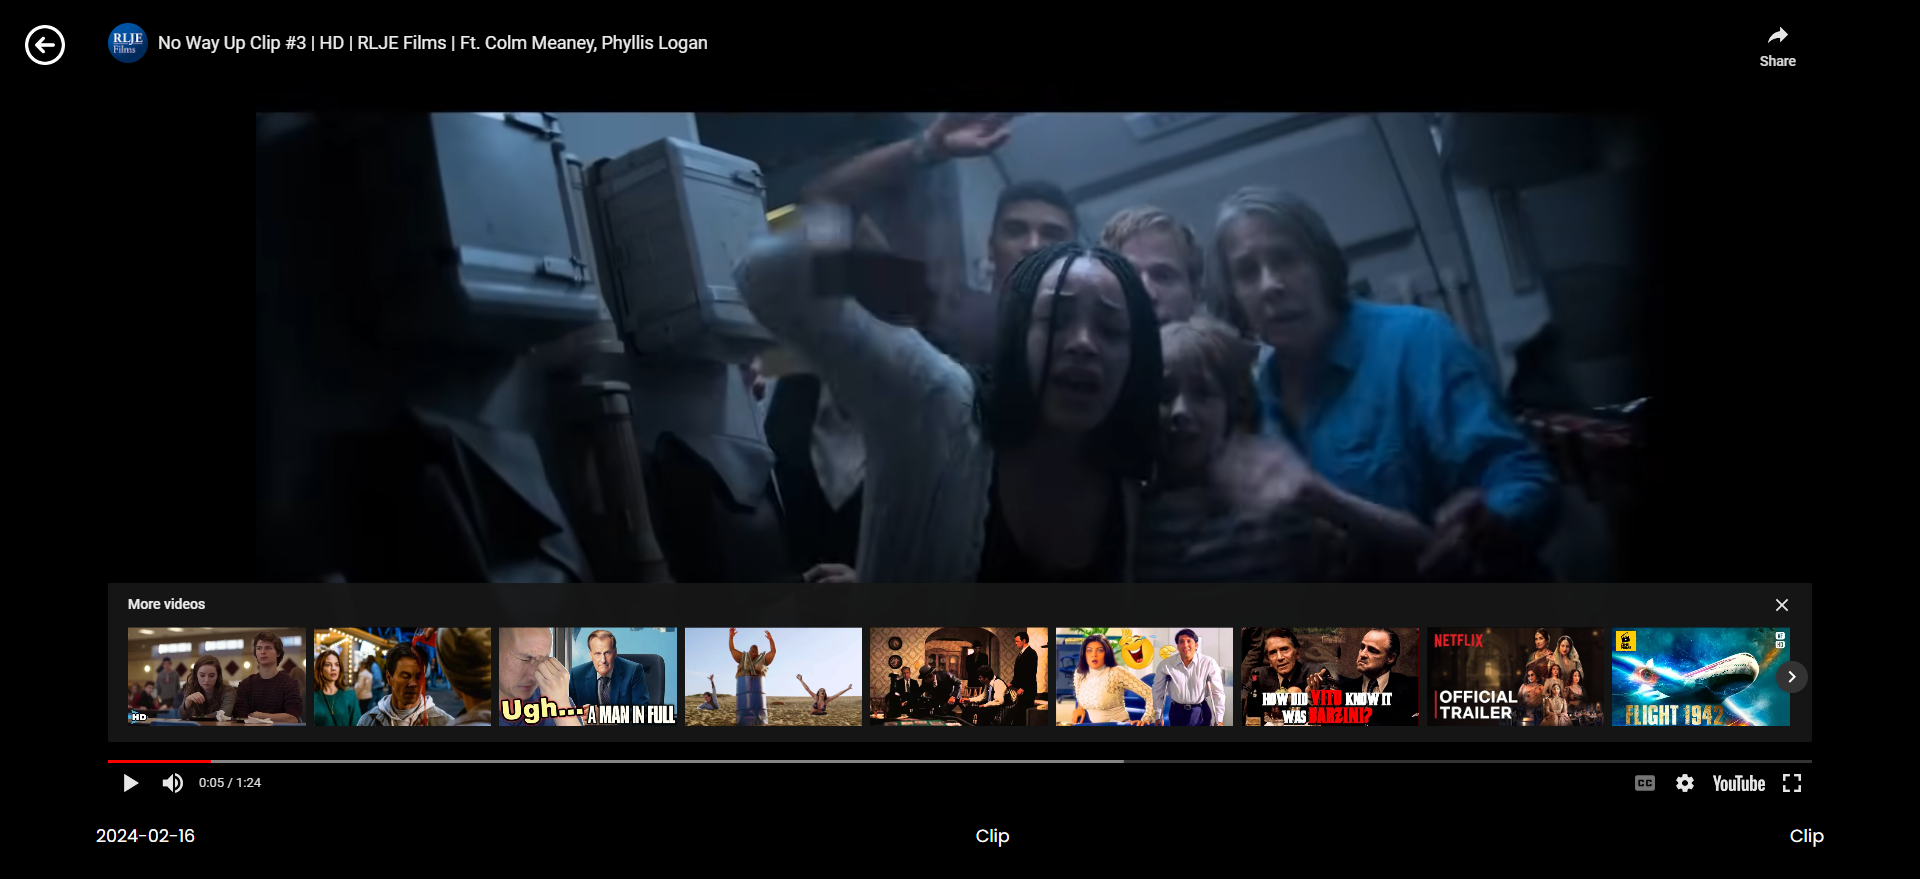 RLJE
Films
No Way Up Clip #3 | HD | RLJE Films | Ft. Colm Meaney, Phyllis Logan
Share
More videos
HD
Ugh... A MAN IN FULL
HOW DID VITO KNOW IT
WAS BARZINI?
NETFLIX
OFFICIAL
TRAILER
FLIGHT 1942
0:05 / 1:24
CC
YouTube
2024-02-16
Clip
Clip